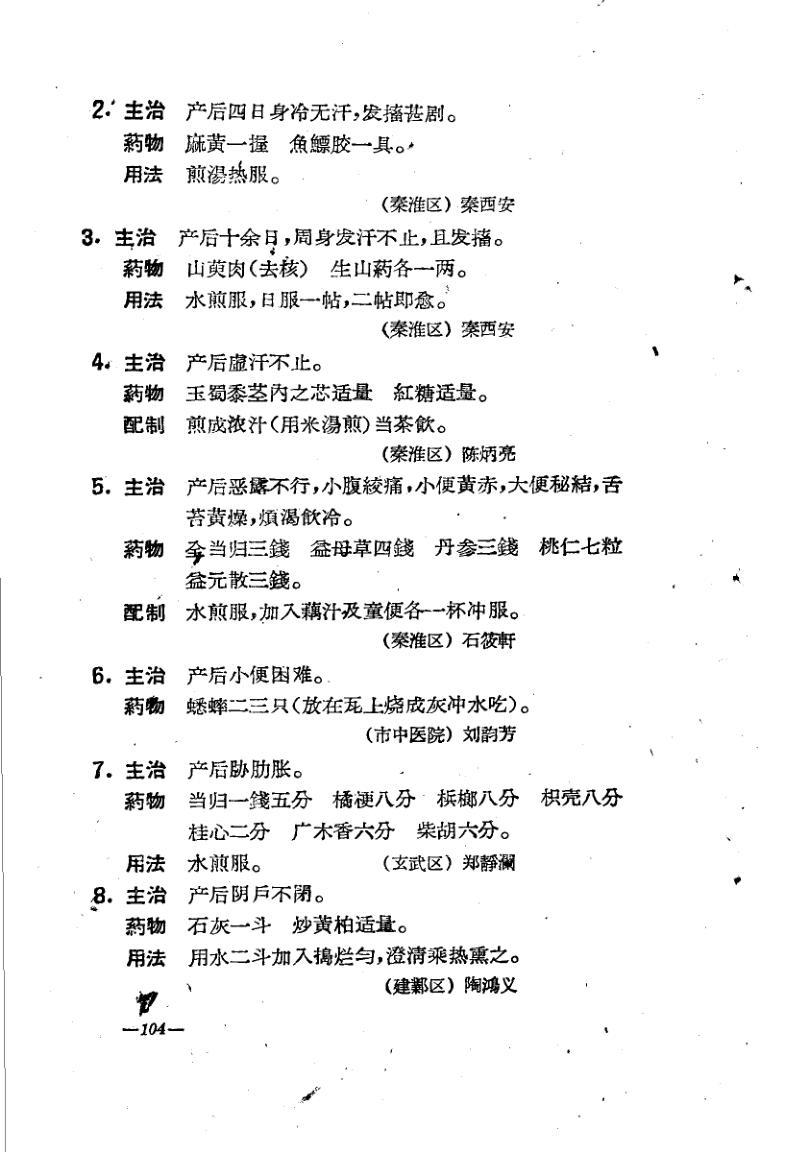 2. 主治 产后四日身冷无汗，发搐甚剧。
药物 麻黄一握 魚鰾胶一具。
用法 煎湯热服。
（秦淮区）秦西安
3. 主治 产后十余日，周身发汗不止，且发搐。
药物 山萸肉（去核） 生山药各一两。
用法 水煎服，日服一帖，二帖即愈。
（秦淮区）秦西安
4. 主治 产后虛汗不止。
药物 玉蜀黍茎内之芯适量 紅糖适量。
配制 煎成浓汁（用米湯煎）当茶飲。
（秦淮区）陈炳亮
5. 主治 产后恶露不行，小腹絞痛，小便黄赤，大便秘結，舌
苔黄燥，煩渴飲冷。
药物 全当归三錢 益母草四錢 丹参三錢 桃仁七粒
益元散三錢。
配制 水煎服，加入藕汁及童便各一杯冲服。
（秦淮区）石筱軒
6. 主治 产后小便困难。
药物 蟋蟀二三只（放在瓦上燒成灰冲水吃）。
（市中医院）刘韵芳
7. 主治 产后胁肋胀。
药物 当归一錢五分 橘梗八分 槟榔八分 枳壳八分
桂心二分 广木香六分 柴胡六分。
用法 水煎服。 （玄武区）郑靜瀾
8. 主治 产后阴戶不閉。
药物 石灰一斗 炒黄柏适量。
用法 用水二斗加入搗烂匀，澄清乘热熏之。
（建鄴区）陶鴻义
—104—